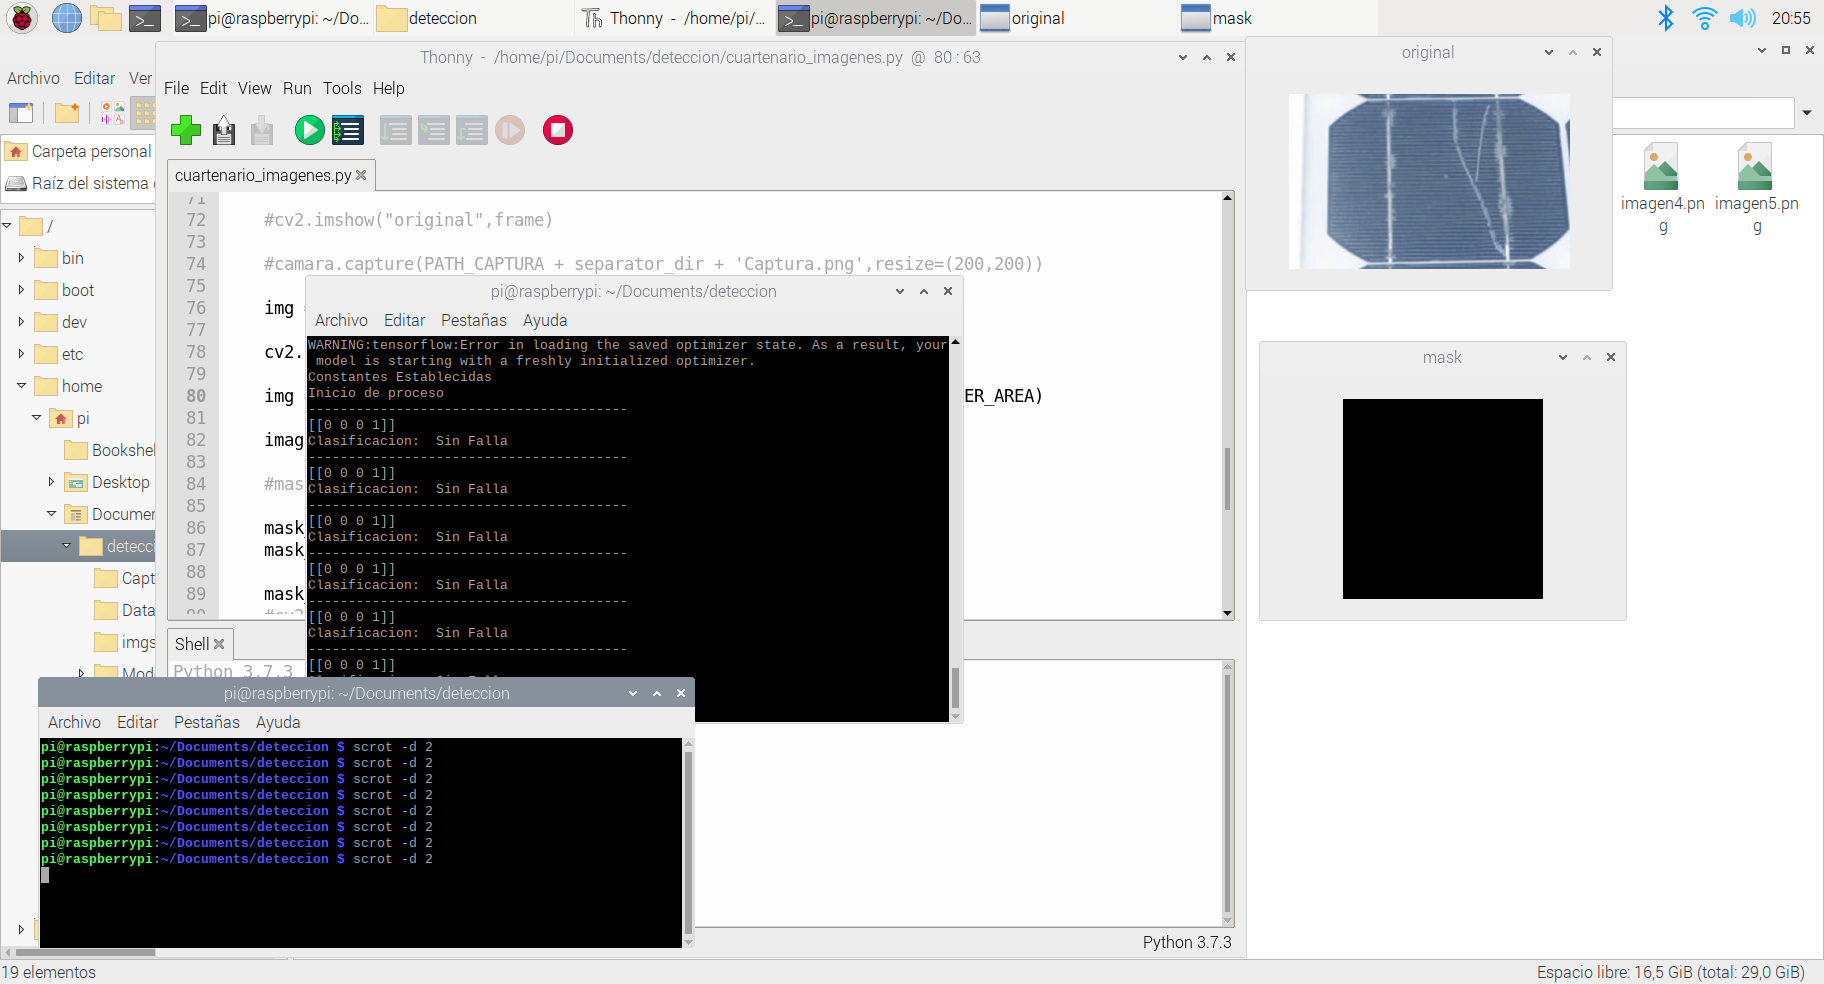 pi@raspberrypi: ~/Do...
deteccion
Thonny - /home/pi/...
pi@raspberrypi: ~/Do...
original
mask
20:55
Archivo Editar Ver
Carpeta personal
Raíz del sistema
/
bin
boot
dev
etc
home
pi
Bookshel
Desktop
Documen
detecci
Capt
Data
imgs
Mode
19 elementos
Thonny - /home/pi/Documents/deteccion/cuartenario_imagenes.py @ 80 : 63
File Edit View Run Tools Help
cuartenario_imagenes.py
71
72 #cv2.imshow("original",frame)
73
74 #camara.capture(PATH_CAPTURA + separator_dir + 'Captura.png',resize=(200,200))
75
76 img
77
78 cv2.
79
80 img ER_AREA)
81
82 imag
83
84 #mas
85
86 mask
87 mask
88
89 mask
90 #cv2
Shell
Python 3.7.3
Python 3.7.3
pi@raspberrypi: ~/Documents/deteccion
Archivo Editar Pestañas Ayuda
WARNING:tensorflow:Error in loading the saved optimizer state. As a result, your
model is starting with a freshly initialized optimizer.
Constantes Establecidas
Inicio de proceso
----------------------------------------
[[0 0 0 1]]
Clasificacion:  Sin Falla
----------------------------------------
[[0 0 0 1]]
Clasificacion:  Sin Falla
----------------------------------------
[[0 0 0 1]]
Clasificacion:  Sin Falla
----------------------------------------
[[0 0 0 1]]
Clasificacion:  Sin Falla
----------------------------------------
[[0 0 0 1]]
Clasificacion:  Sin Falla
----------------------------------------
[[0 0 0 1]]
pi@raspberrypi: ~/Documents/deteccion
Archivo Editar Pestañas Ayuda
pi@raspberrypi:~/Documents/deteccion $ scrot -d 2
pi@raspberrypi:~/Documents/deteccion $ scrot -d 2
pi@raspberrypi:~/Documents/deteccion $ scrot -d 2
pi@raspberrypi:~/Documents/deteccion $ scrot -d 2
pi@raspberrypi:~/Documents/deteccion $ scrot -d 2
pi@raspberrypi:~/Documents/deteccion $ scrot -d 2
pi@raspberrypi:~/Documents/deteccion $ scrot -d 2
pi@raspberrypi:~/Documents/deteccion $ scrot -d 2
original
mask
imagen4.pn
g
imagen5.pn
g
Espacio libre: 16,5 GiB (total: 29,0 GiB)